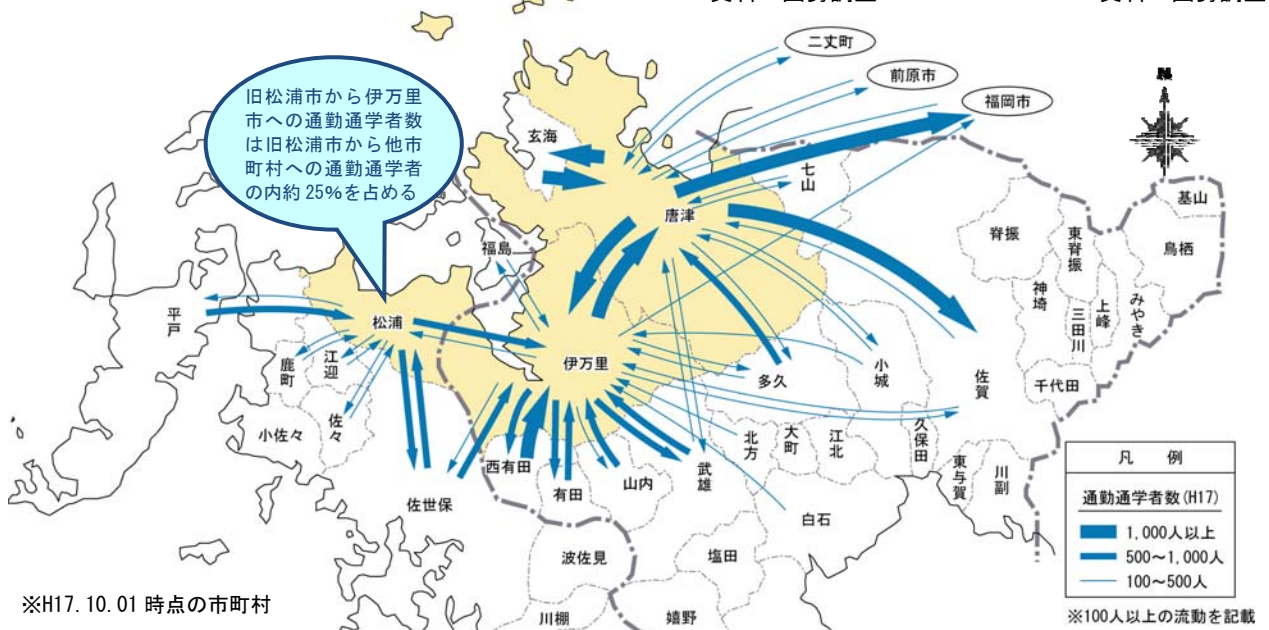 二丈町
前原市
福岡市
N
旧松浦市から伊万里
市への通勤通学者数
は旧松浦市から他市
町村への通勤通学者
の内約25%を占める
玄海
七山
唐津
基山
鳥栖
脊振
東脊振
神埼
三田川
上峰
みやき
千代田
福島
平戸
松浦
鹿町
江迎
佐々
小佐々
伊万里
多久
小城
佐賀
北方
大町
江北
久保田
東与賀
川副
西有田
有田
山内
武雄
佐世保
白石
波佐見
塩田
川棚
嬉野
凡 例
通勤通学者数(H17)
1,000人以上
500～1,000人
100～500人
※100人以上の流動を記載
※H17.10.01時点の市町村